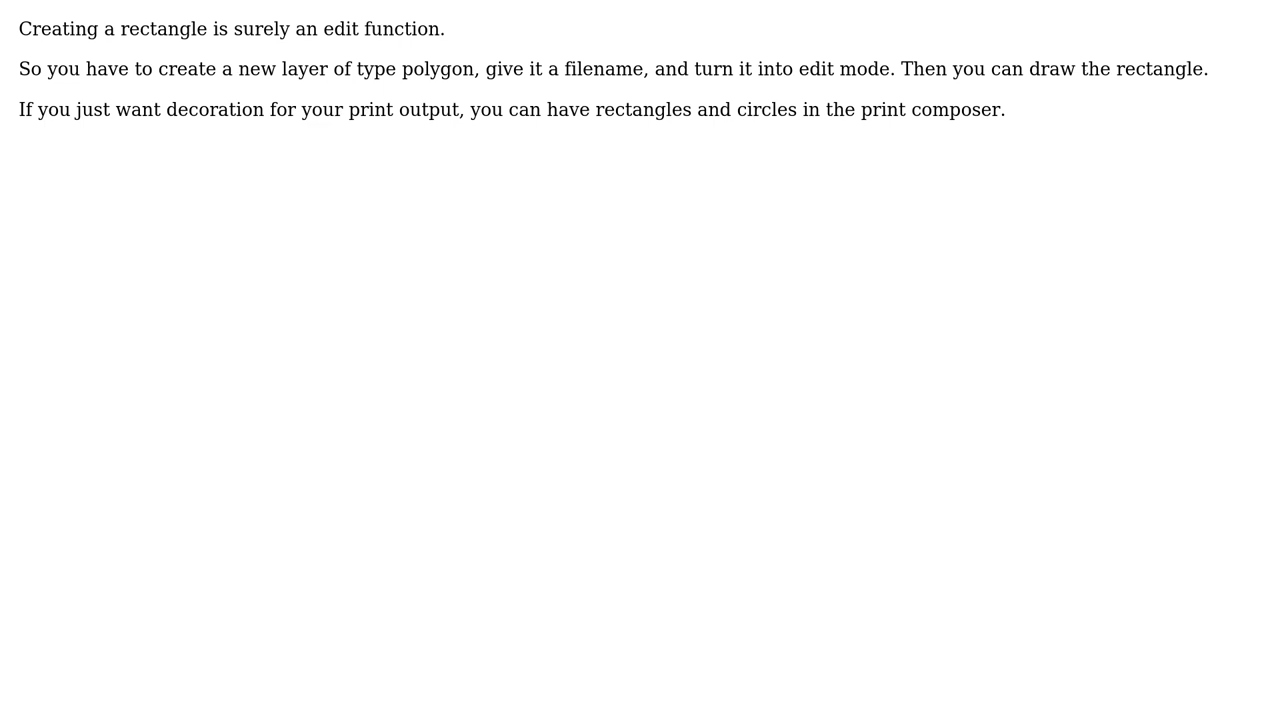 Creating a rectangle is surely an edit function.
So you have to create a new layer of type polygon, give it a filename, and turn it into edit mode. Then you can draw the rectangle.
If you just want decoration for your print output, you can have rectangles and circles in the print composer.